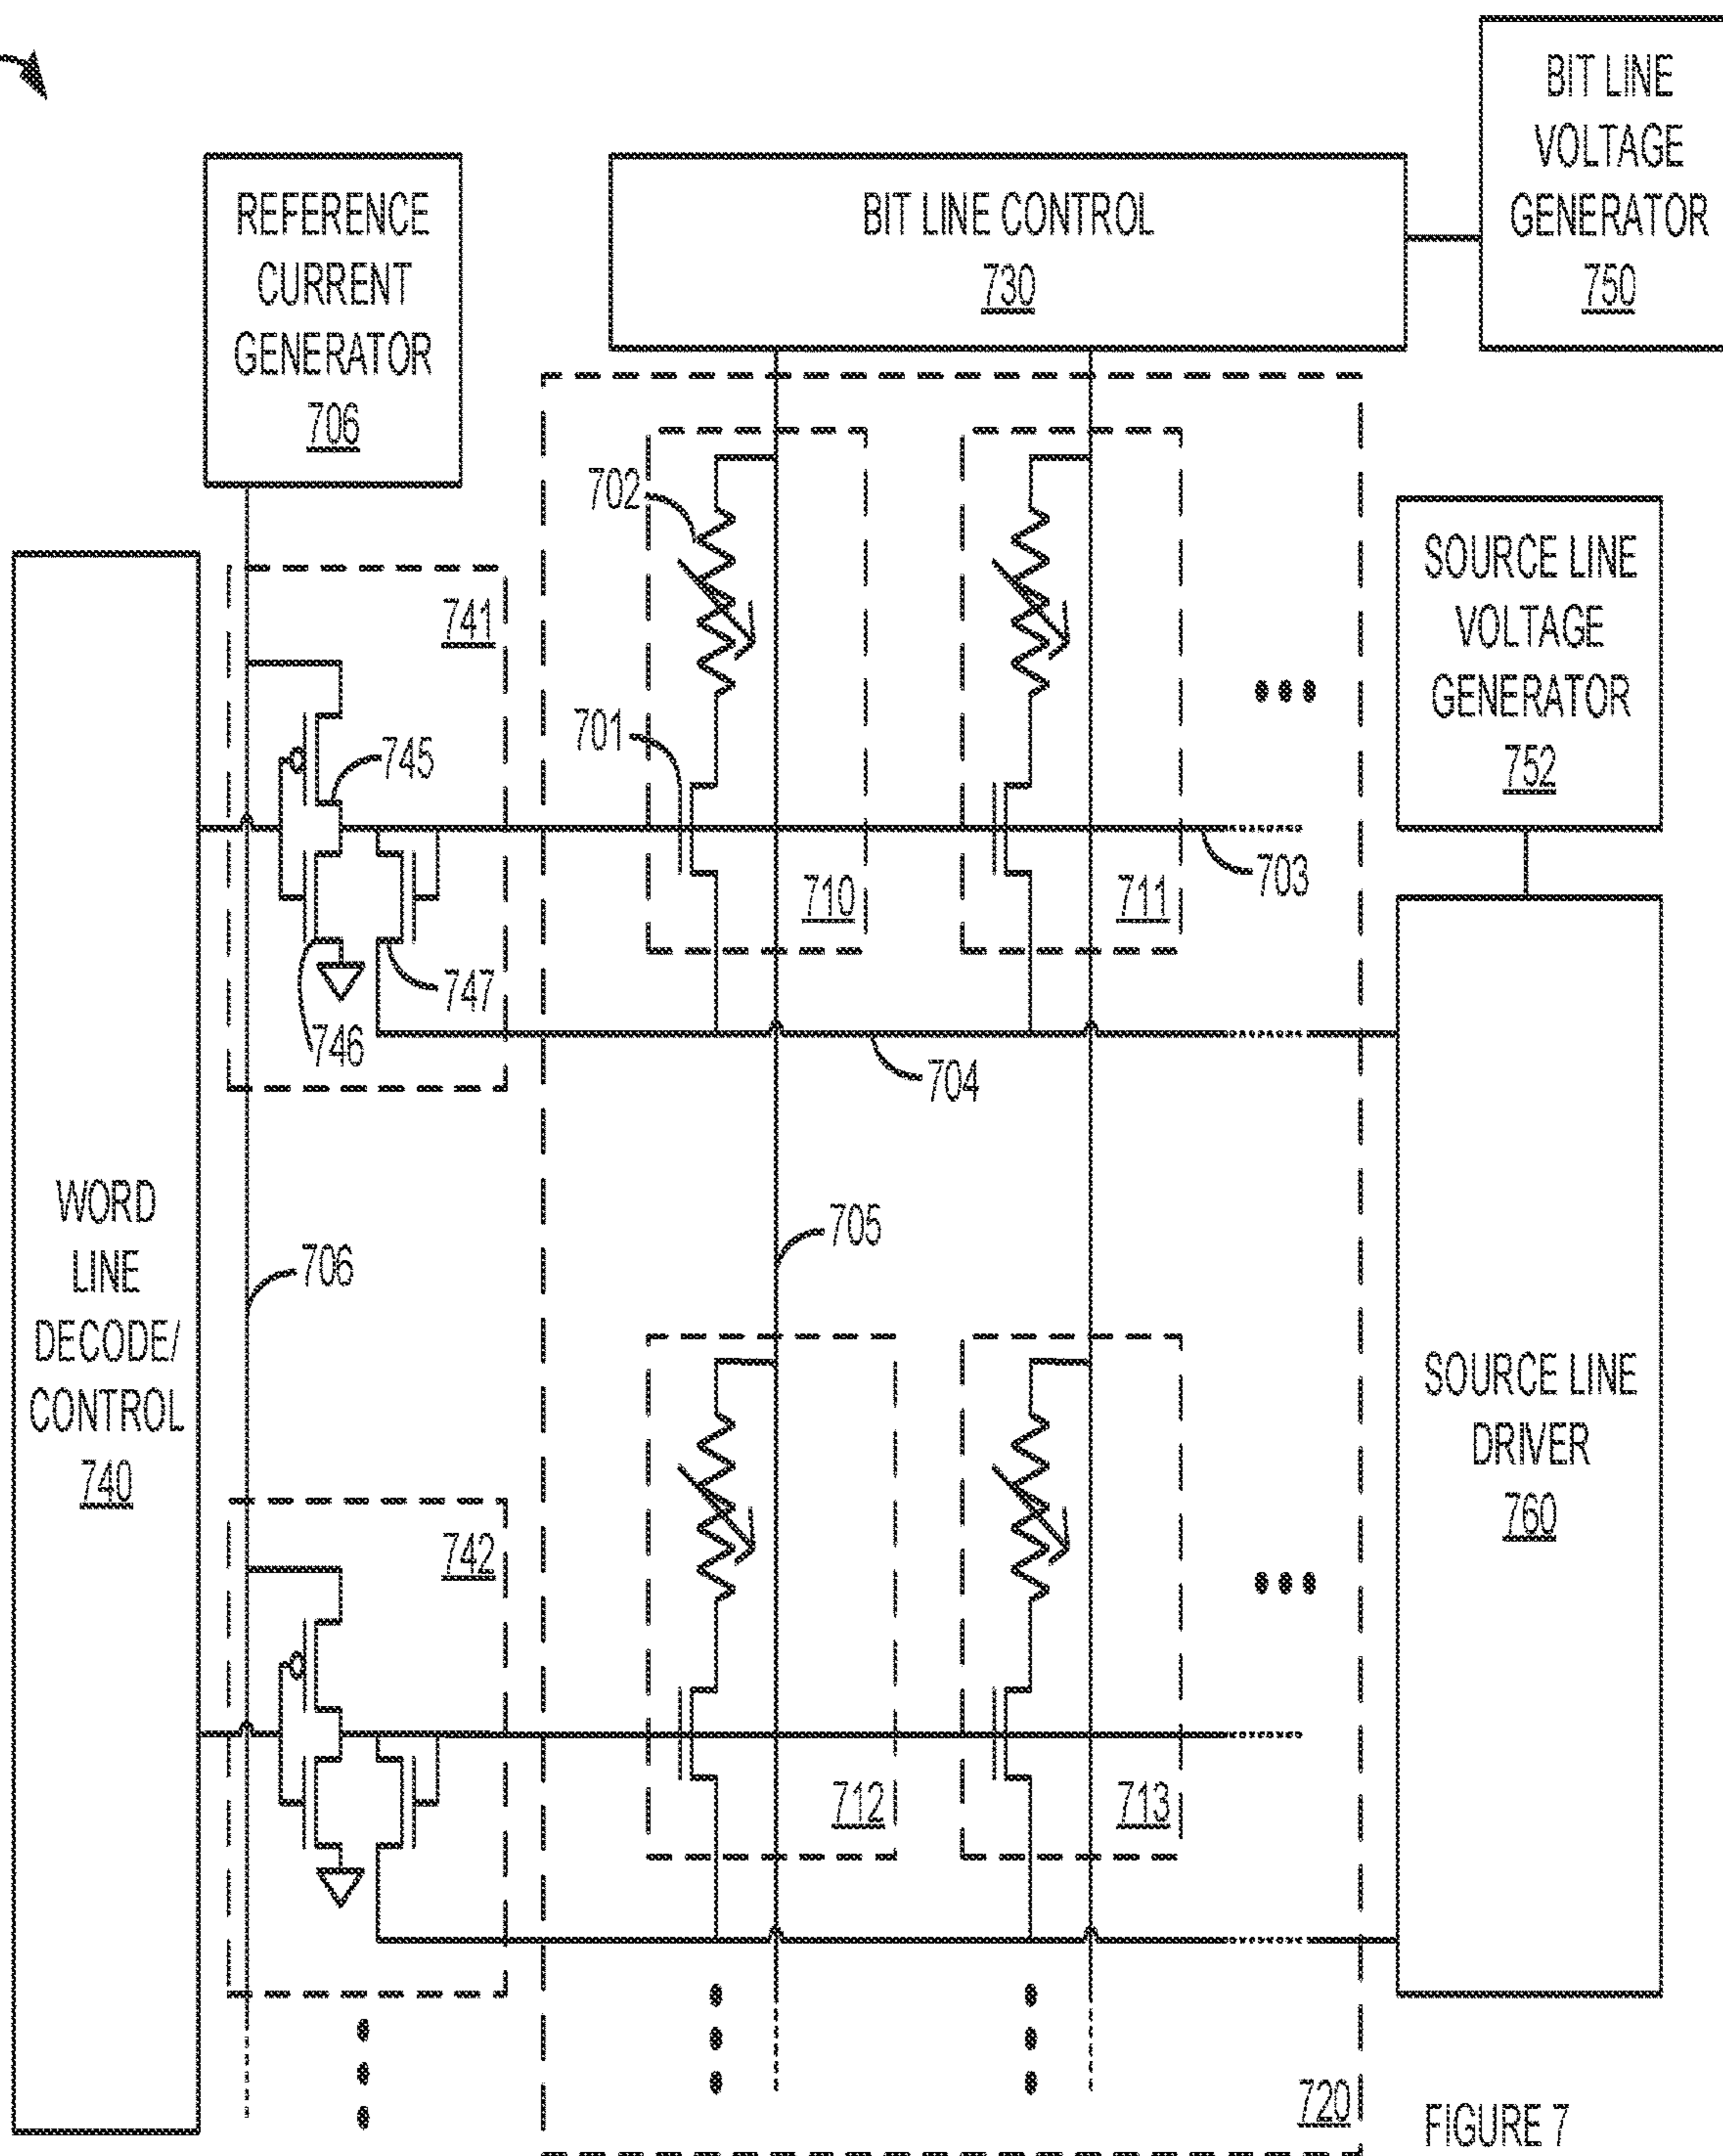 BIT LINE
VOLTAGE
GENERATOR
750
REFERENCE
CURRENT
GENERATOR
706
BIT LINE CONTROL
730
702
741
SOURCE LINE
VOLTAGE
GENERATOR
752
701
745
703
710
711
747
746
704
WORD
LINE
DECODE/
CONTROL
740
706
705
SOURCE LINE
DRIVER
760
742
712
713
720
FIGURE 7